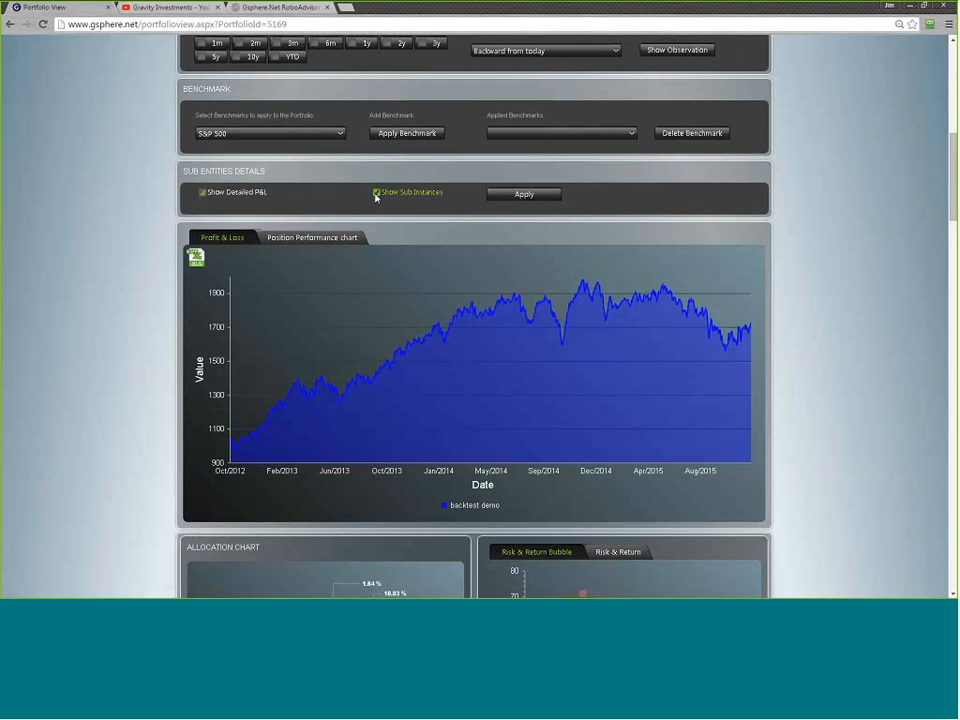 Portfolio View
Gravity Investments - You
Gsphere.Net RoboAdvisor
Jim
www.gsphere.net/portfolioview.aspx?PortfolioId=5169
1m 2m 3m 6m 1y 2y 3y
5y 10y YTD
Backward from today
Show Observation
BENCHMARK
Select Benchmarks to apply to the Portfolio
Add Benchmark
Applied Benchmarks
S&P 500
Apply Benchmark
Delete Benchmark
SUB ENTITIES DETAILS
Show Detailed P&L
Show Sub Instances
Apply
Profit & Loss
Position Performance chart
1900
1700
1500
1300
1100
900
Value
Oct/2012 Feb/2013 Jun/2013 Oct/2013 Jan/2014 May/2014 Sep/2014 Dec/2014 Apr/2015 Aug/2015
Date
backtest demo
ALLOCATION CHART
1.64 %
10.83 %
Risk & Return Bubble
Risk & Return
80
70